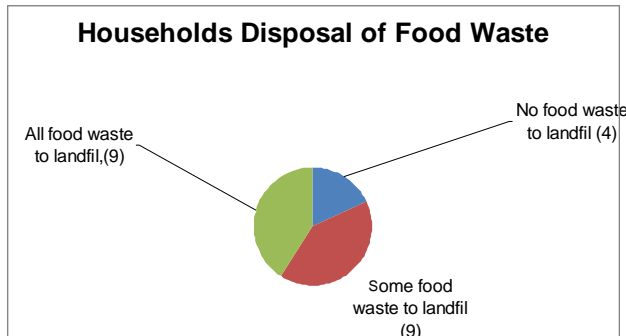 Households Disposal of Food Waste
No food waste
to landfil (4)
All food waste
to landfil,(9)
Some food
waste to landfil
(9)